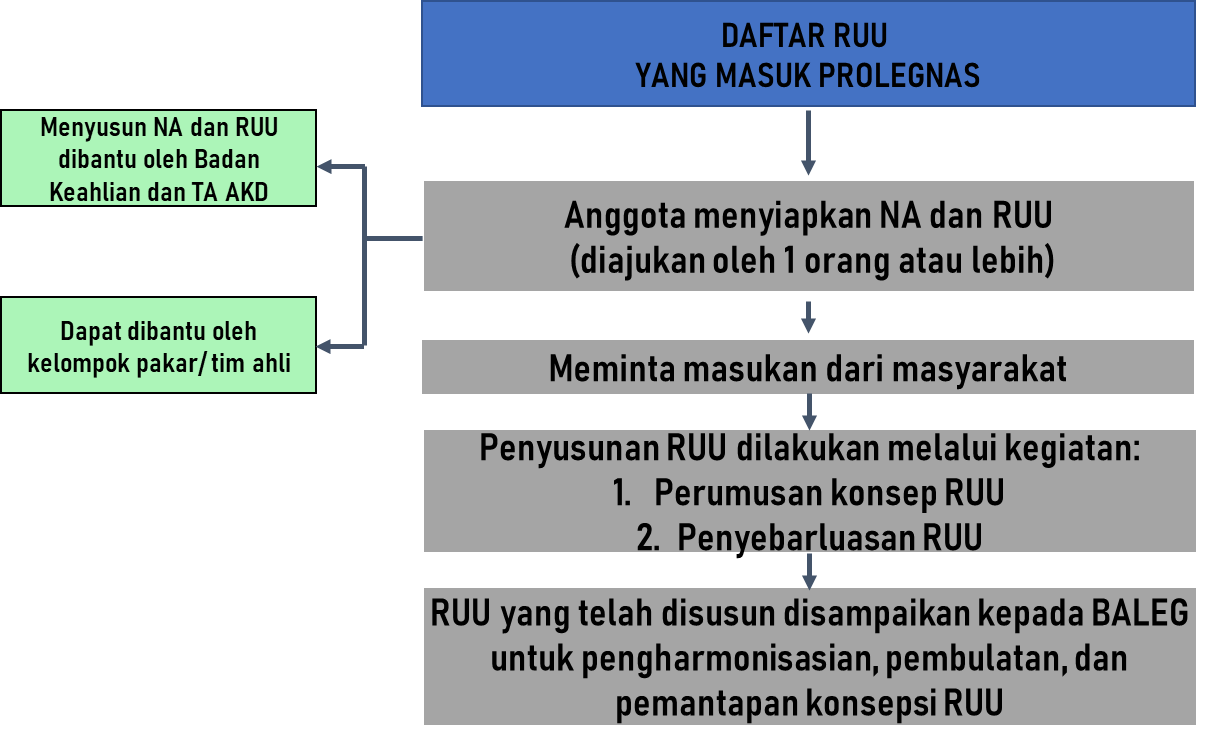 DAFTAR RUU
YANG MASUK PROLEGNAS
Menyusun NA dan RUU
dibantu oleh Badan
Keahlian dan TA AKD
Anggota menyiapkan NA dan RUU
(diajukan oleh 1 orang atau lebih)
Dapat dibantu oleh
kelompok pakar/ tim ahli
Meminta masukan dari masyarakat
Penyusunan RUU dilakukan melalui kegiatan:
1. Perumusan konsep RUU
2. Penyebarluasan RUU
RUU yang telah disusun disampaikan kepada BALEG
untuk pengharmonisasian, pembulatan, dan
pemantapan konsepsi RUU